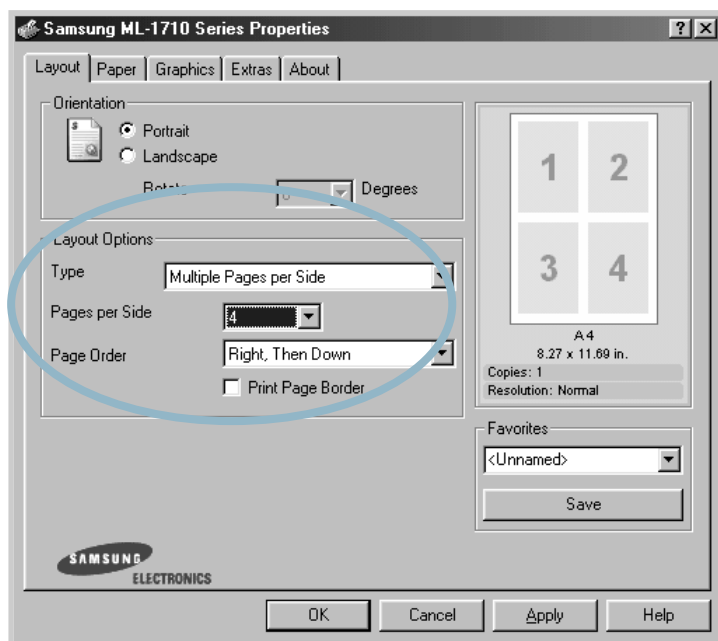 Samsung ML-1710 Series Properties
? X
Layout Paper Graphics Extras About
Orientation
Portrait
Landscape
Degrees
Layout Options
Type Multiple Pages per Side
Pages per Side 4
Page Order Right, Then Down
Print Page Border
1 2
3 4
A4
8.27 x 11.69 in.
Copies: 1
Resolution: Normal
Favorites
<Unnamed>
Save
SAMSUNG
ELECTRONICS
OK Cancel Apply Help